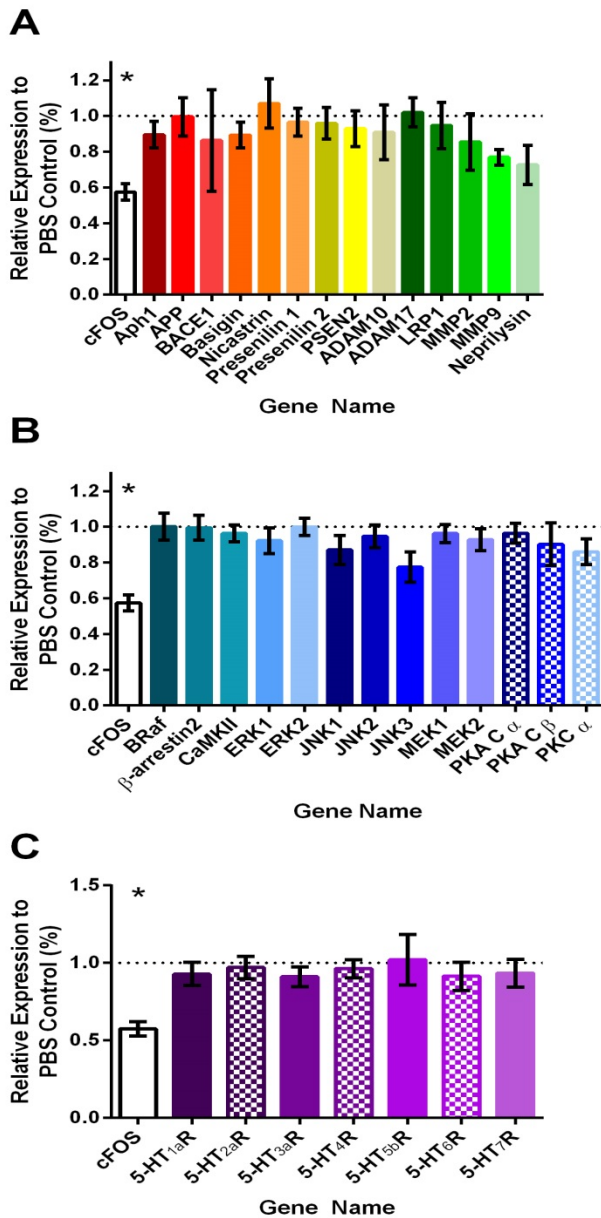 A
*
Relative Expression to
PBS Control (%)
1.2
1.0
0.8
0.6
0.4
0.2
0.0
cFOS
Aph1
APP
BACE1
Basigin
Nicastrin
Presenilin 1
Presenilin 2
PSEN2
ADAM10
ADAM17
LRP1
MMP2
MMP9
Neprilysin
Gene Name
B
*
Relative Expression to
PBS Control (%)
1.2
1.0
0.8
0.6
0.4
0.2
0.0
cFOS
BRaf
β-arrestin2
CaMKII
ERK1
ERK2
JNK1
JNK2
JNK3
MEK1
MEK2
PKA C α
PKA C β
PKC α
Gene Name
C
*
Relative Expression to
PBS Control (%)
1.5
1.0
0.5
0.0
cFOS
5-HT1aR
5-HT2aR
5-HT3aR
5-HT4R
5-HT5bR
5-HT6R
5-HT7R
Gene Name